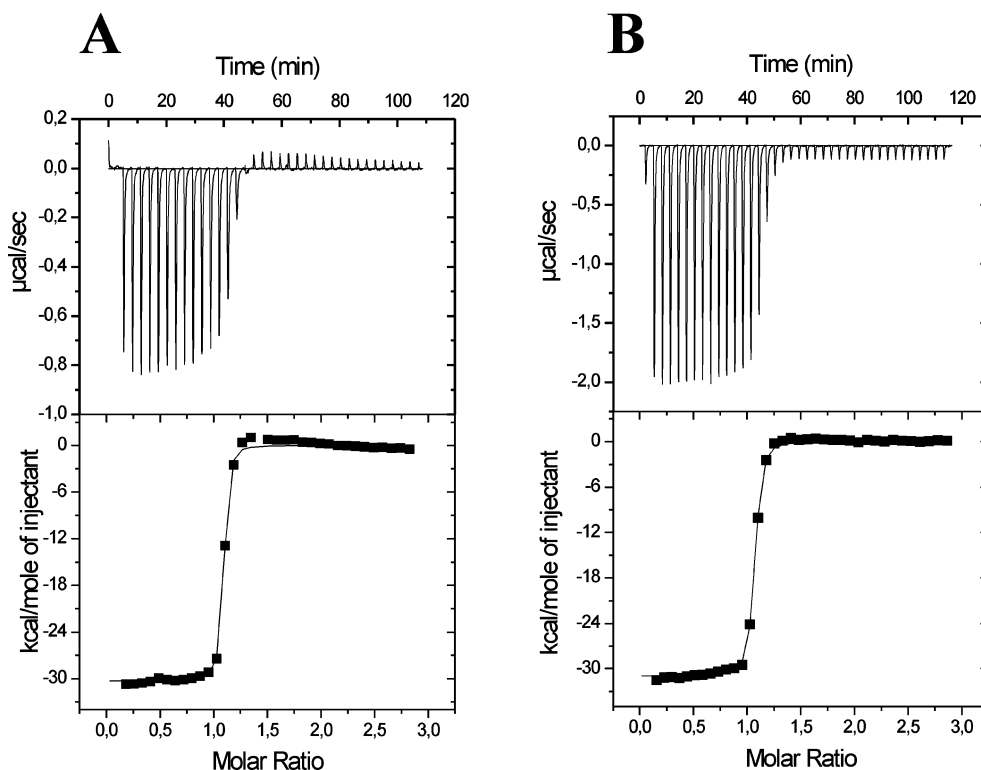 A
Time (min)
0 20 40 60 80 100 120
0,2
0,0
-0,2
-0,4
-0,6
-0,8
-1,0
µcal/sec
0
-6
-12
-18
-24
-30
kcal/mole of injectant
0,0 0,5 1,0 1,5 2,0 2,5 3,0
Molar Ratio
B
Time (min)
0 20 40 60 80 100 120
0,0
-0,5
-1,0
-1,5
-2,0
µcal/sec
0
-6
-12
-18
-24
-30
kcal/mole of injectant
0,0 0,5 1,0 1,5 2,0 2,5 3,0
Molar Ratio